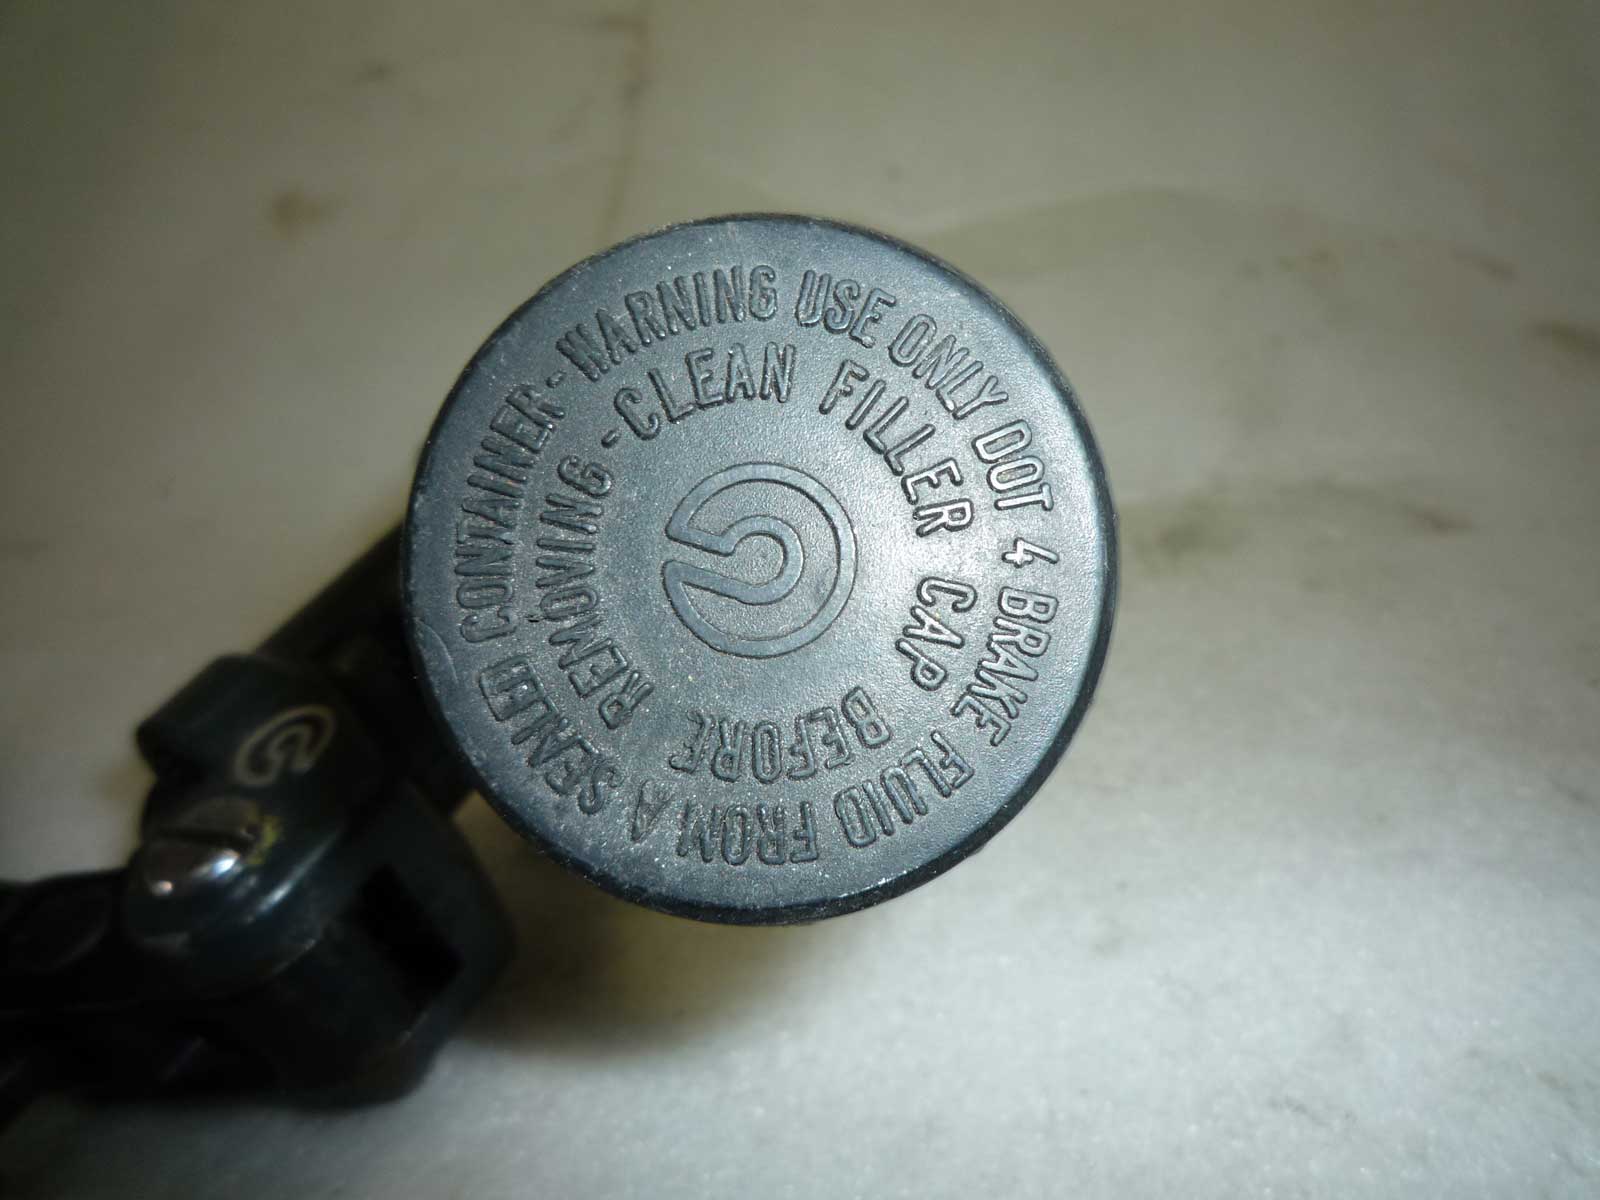 WARNING USE ONLY DOT 4 BRAKE FLUID FROM A SEALED CONTAINER -
CLEAN FILLER CAP BEFORE REMOVING -